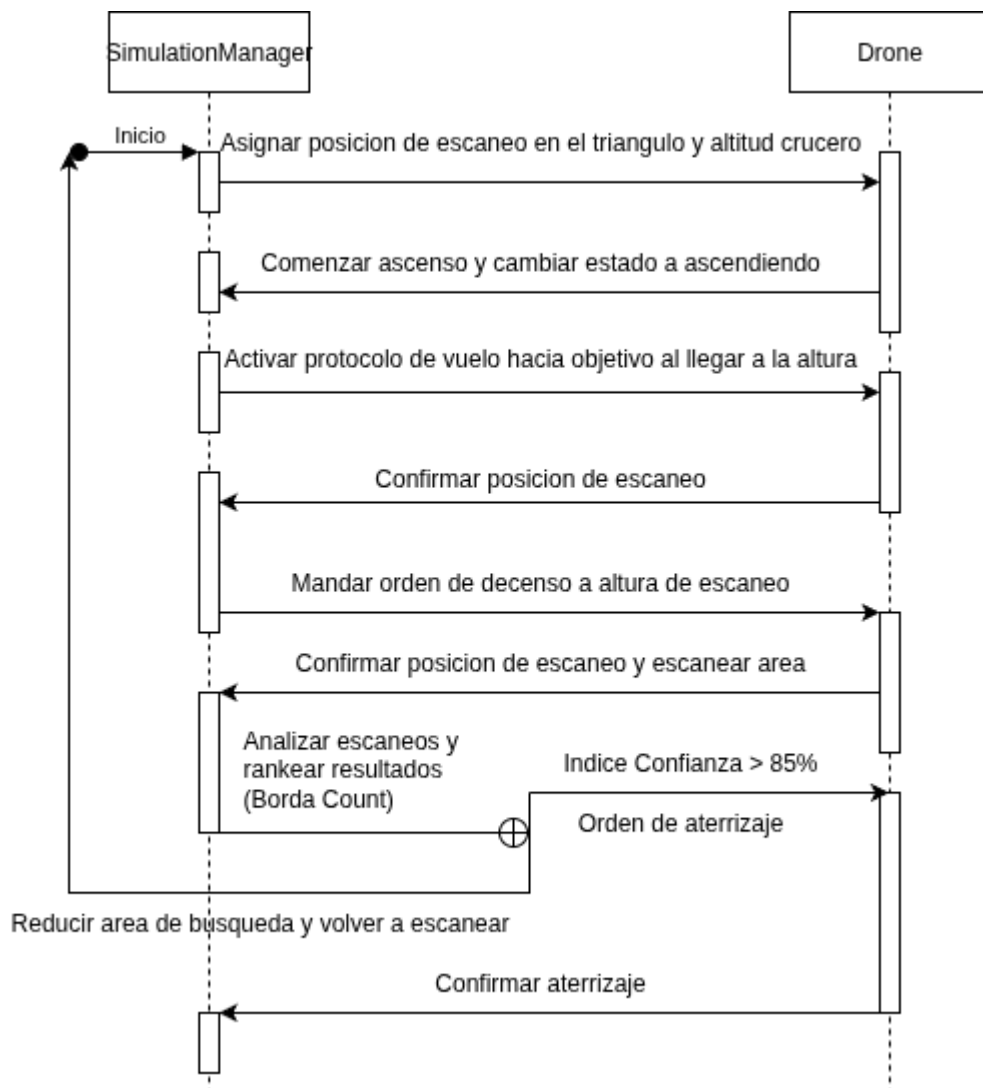 SimulationManager
Drone
Inicio
Asignar posicion de escaneo en el triangulo y altitud crucero
Comenzar ascenso y cambiar estado a ascendiendo
Activar protocolo de vuelo hacia objetivo al llegar a la altura
Confirmar posicion de escaneo
Mandar orden de decenso a altura de escaneo
Confirmar posicion de escaneo y escanear area
Analizar escaneos y
rankear resultados
(Borda Count)
Indice Confianza > 85%
Orden de aterrizaje
Reducir area de busqueda y volver a escanear
Confirmar aterrizaje